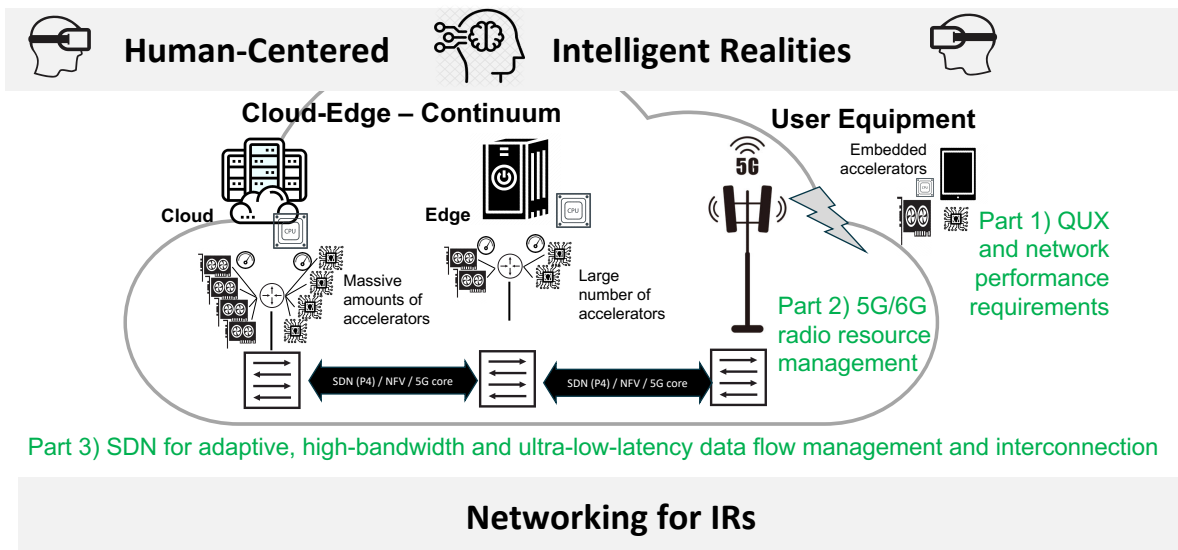 Human-Centered
Intelligent Realities
Cloud-Edge – Continuum
User Equipment
5G
Embedded
accelerators
CPU
Cloud
CPU
Edge
CPU
Part 1) QUX
and network
performance
requirements
Massive
amounts of
accelerators
Large
number of
accelerators
Part 2) 5G/6G
radio resource
management
SDN (P4) / NFV / 5G core
SDN (P4) / NFV / 5G core
Part 3) SDN for adaptive, high-bandwidth and ultra-low-latency data flow management and interconnection
Networking for IRs